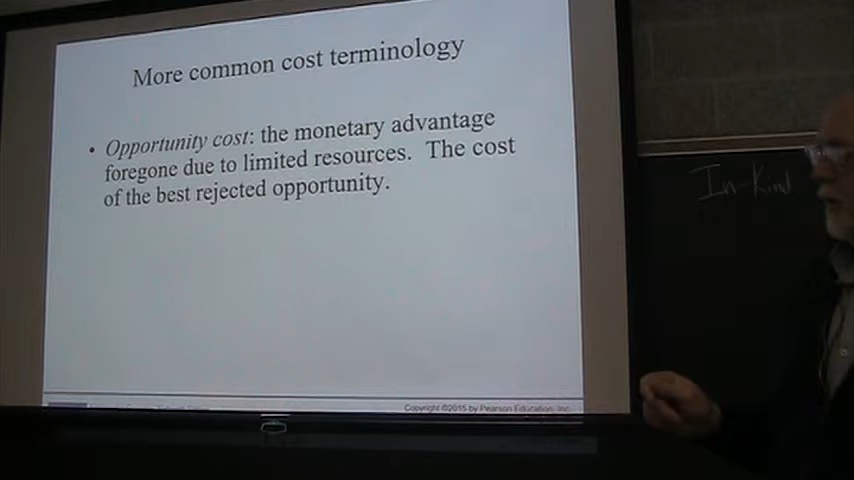 More common cost terminology
• Opportunity cost: the monetary advantage
foregone due to limited resources. The cost
of the best rejected opportunity.
In-Kind
Copyright ©2015 by Pearson Education, Inc.